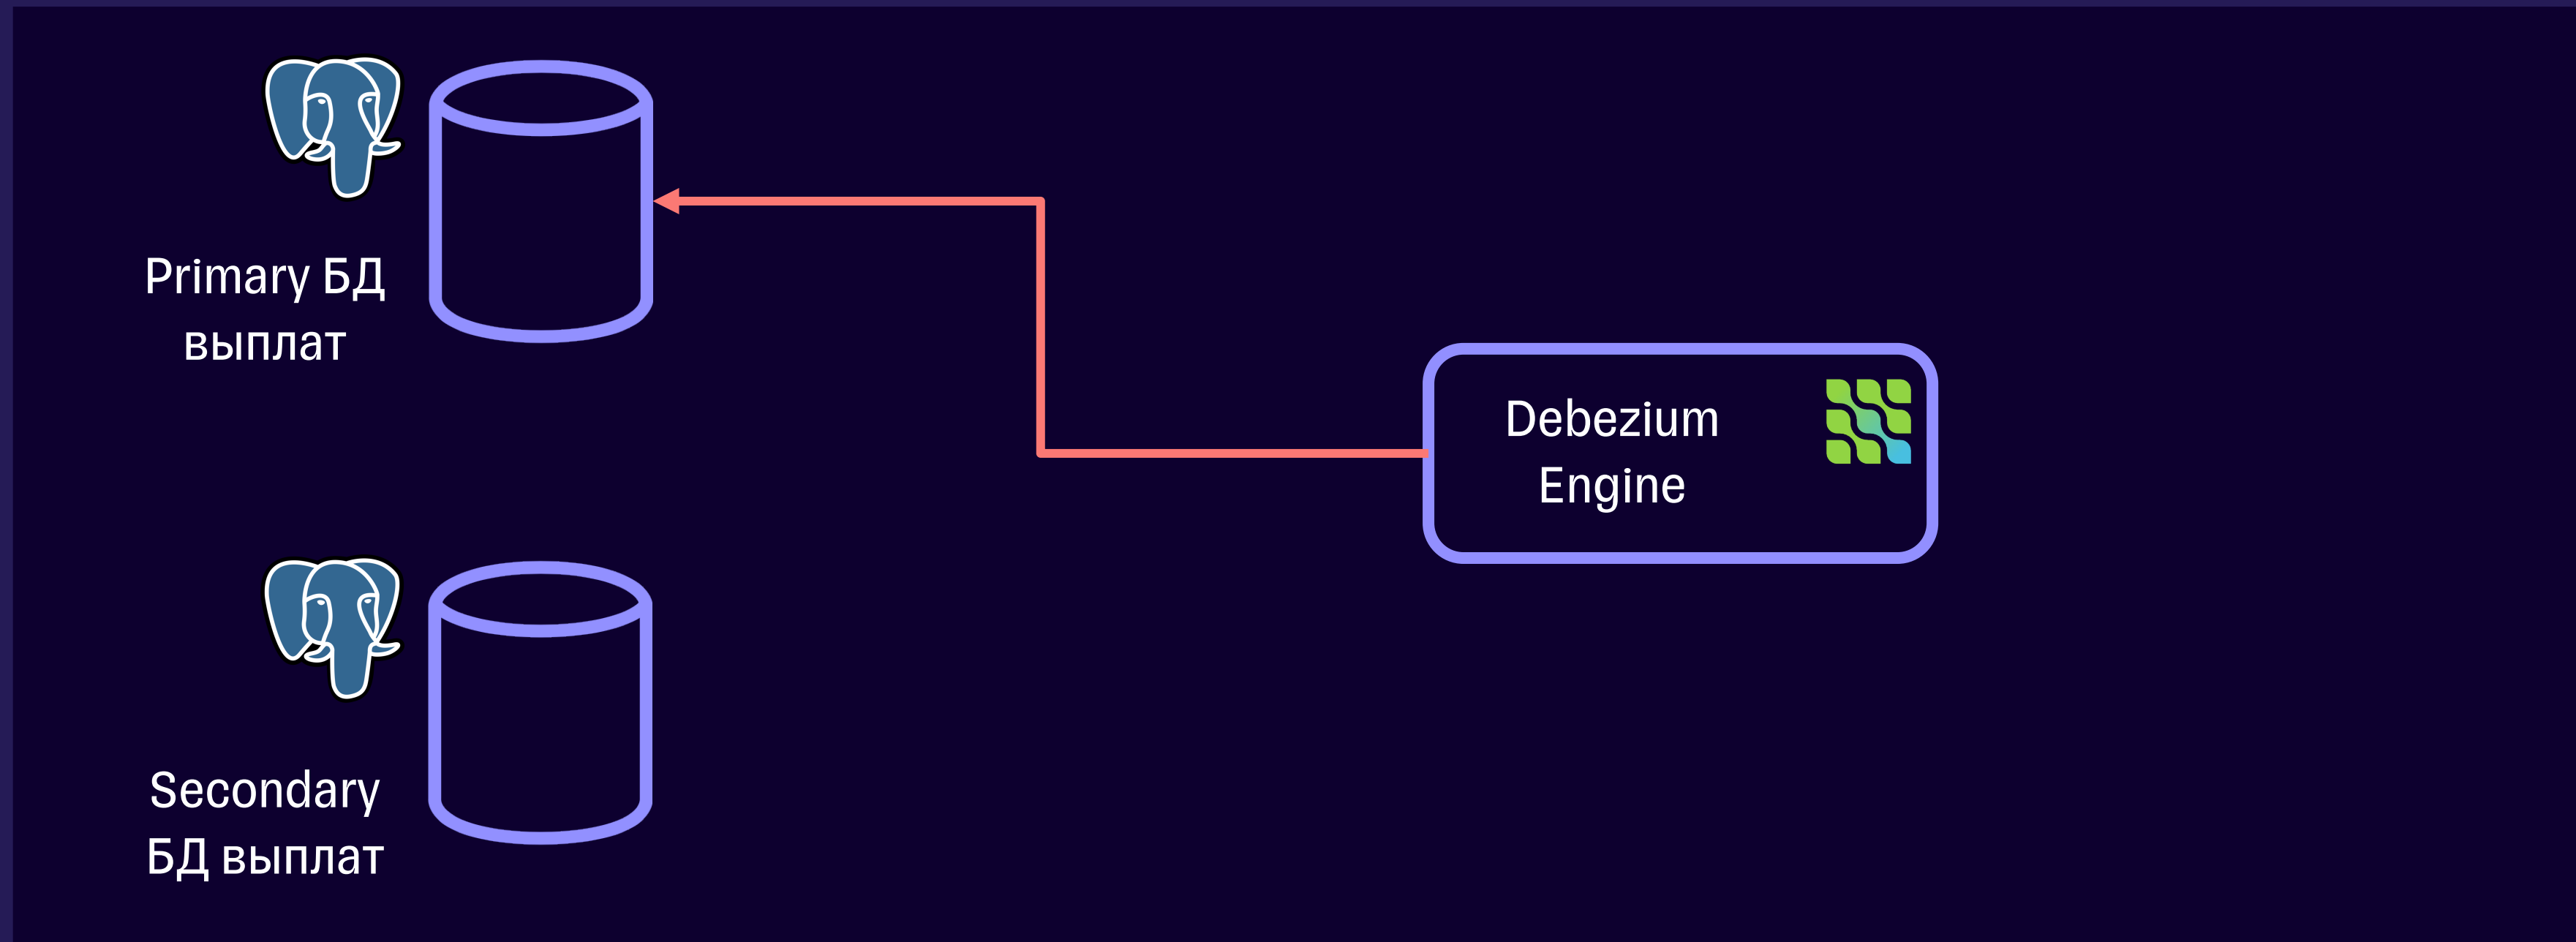 Primary БД
выплат
Debezium
Engine
Secondary
БД выплат